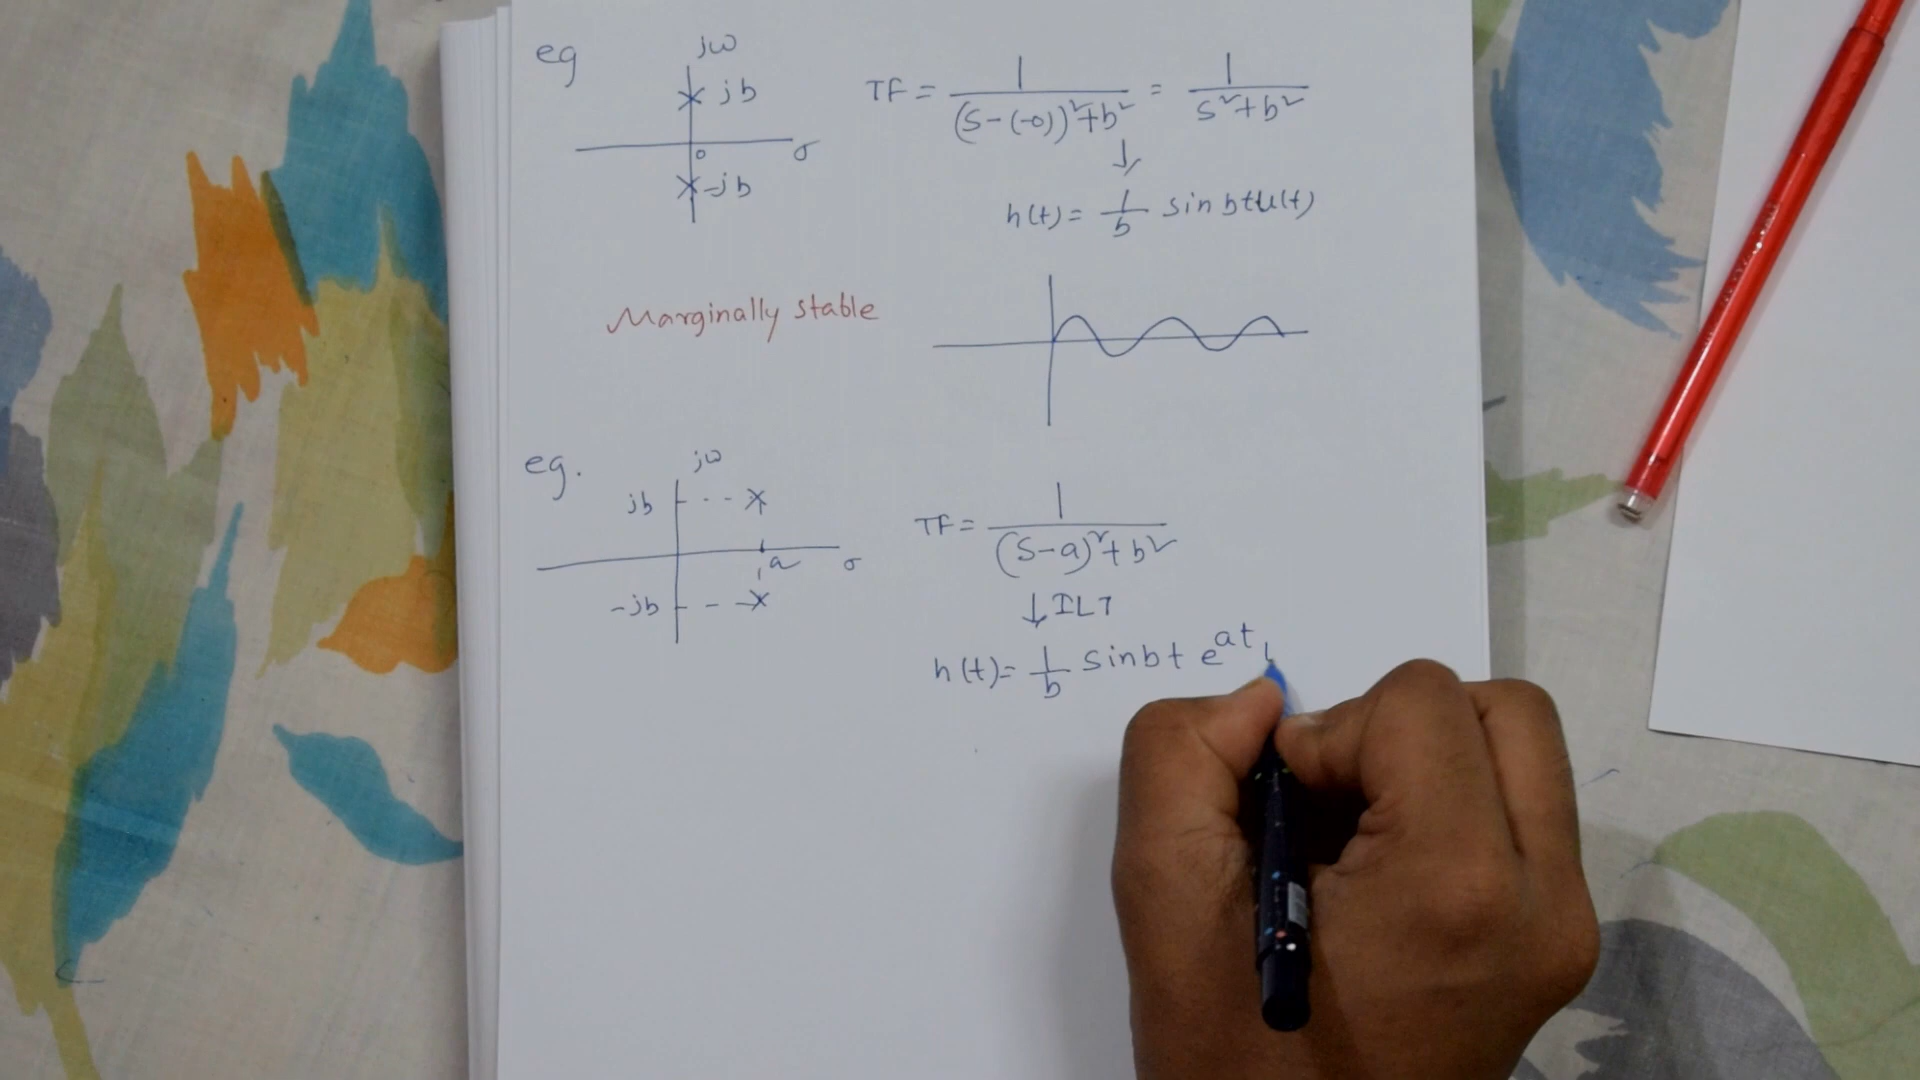 eg
jω
jb
0
σ
-jb
TF = 1/((S-(-0))²+b²) = 1/(s²+b²)
↓
h(t) = 1/b sin bt u(t)
Marginally stable
eg.
jω
jb
a
σ
-jb
TF = 1/((S-a)²+b²)
↓ ILT
h(t) = 1/b sinbt e^at